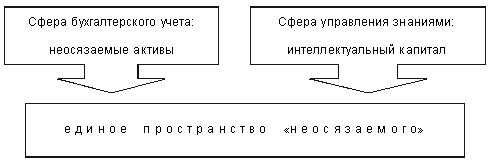 Сфера бухгалтерского учета:
неосязаемые активы
Сфера управления знаниями:
интеллектуальный капитал
единое пространство «неосязаемого»